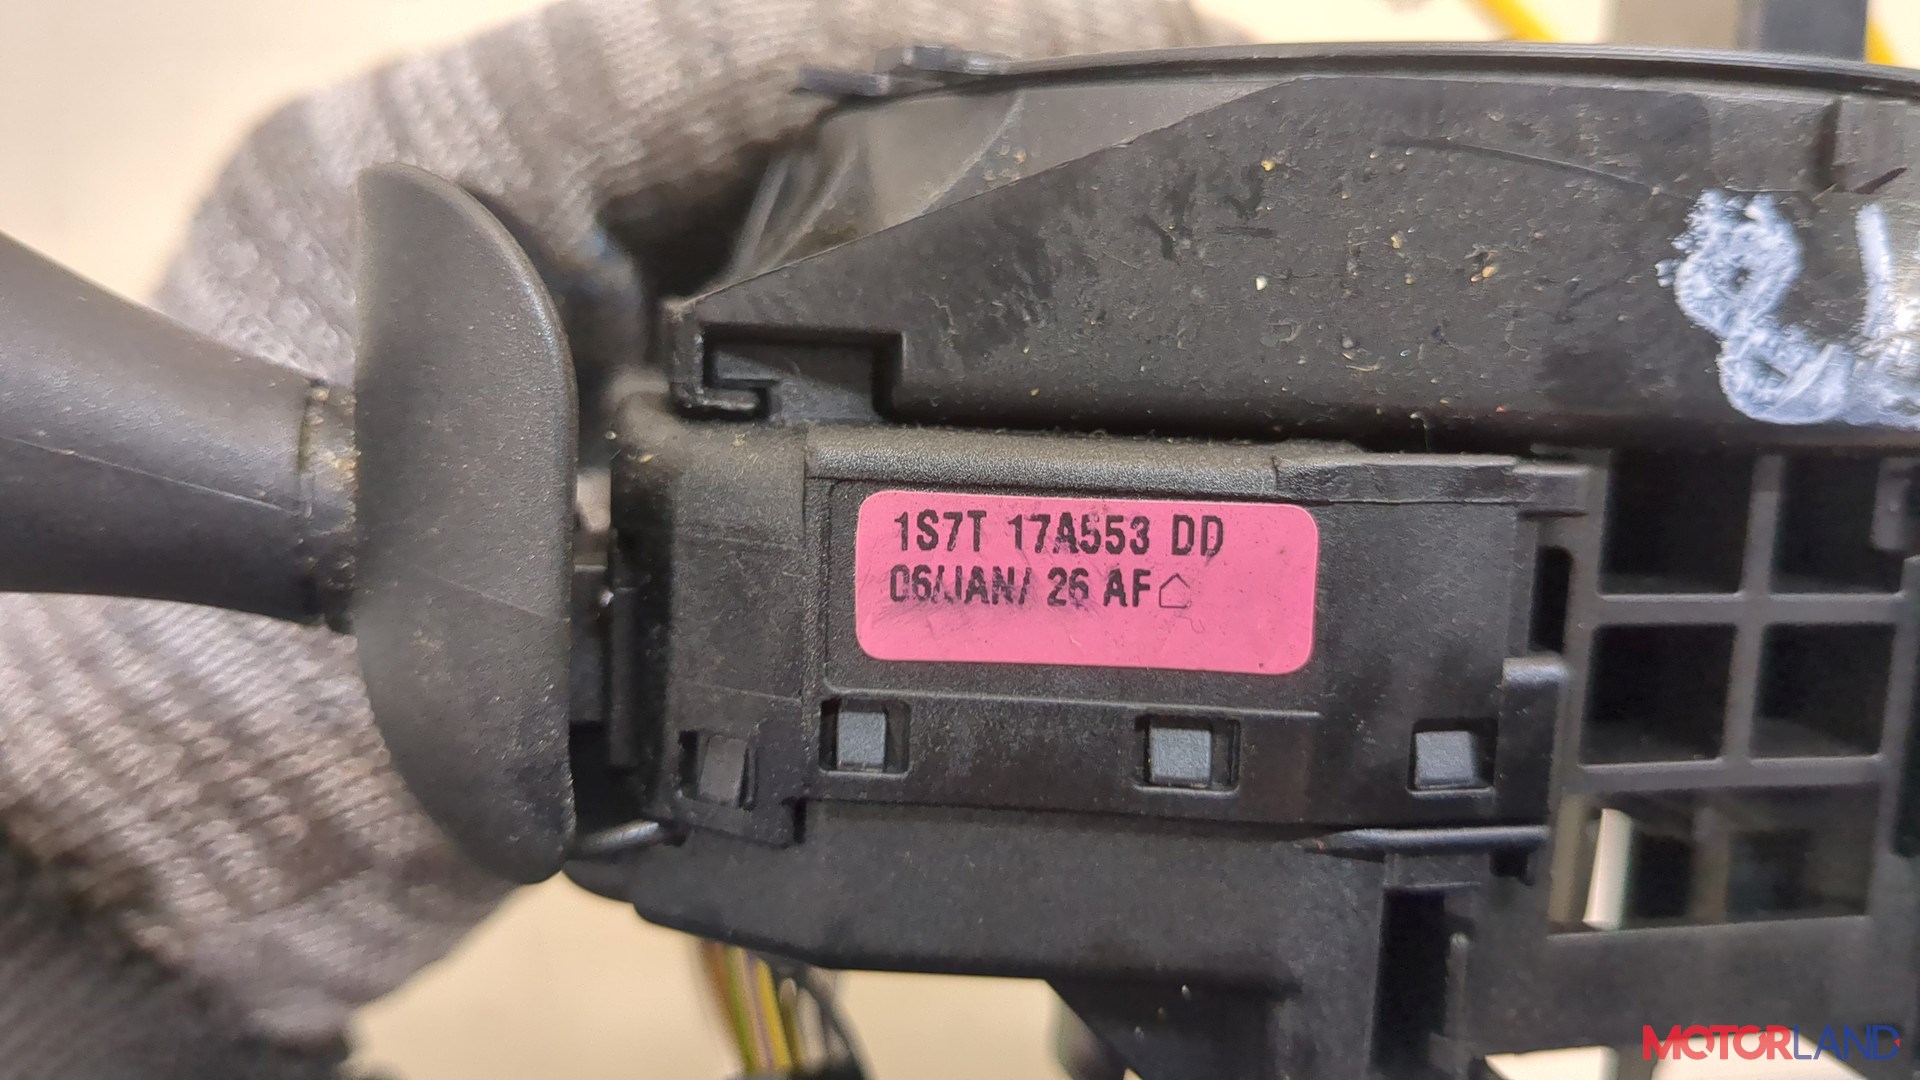 1S7T 17A553 DD
06/JAN/ 26 AF
MOTORLAND